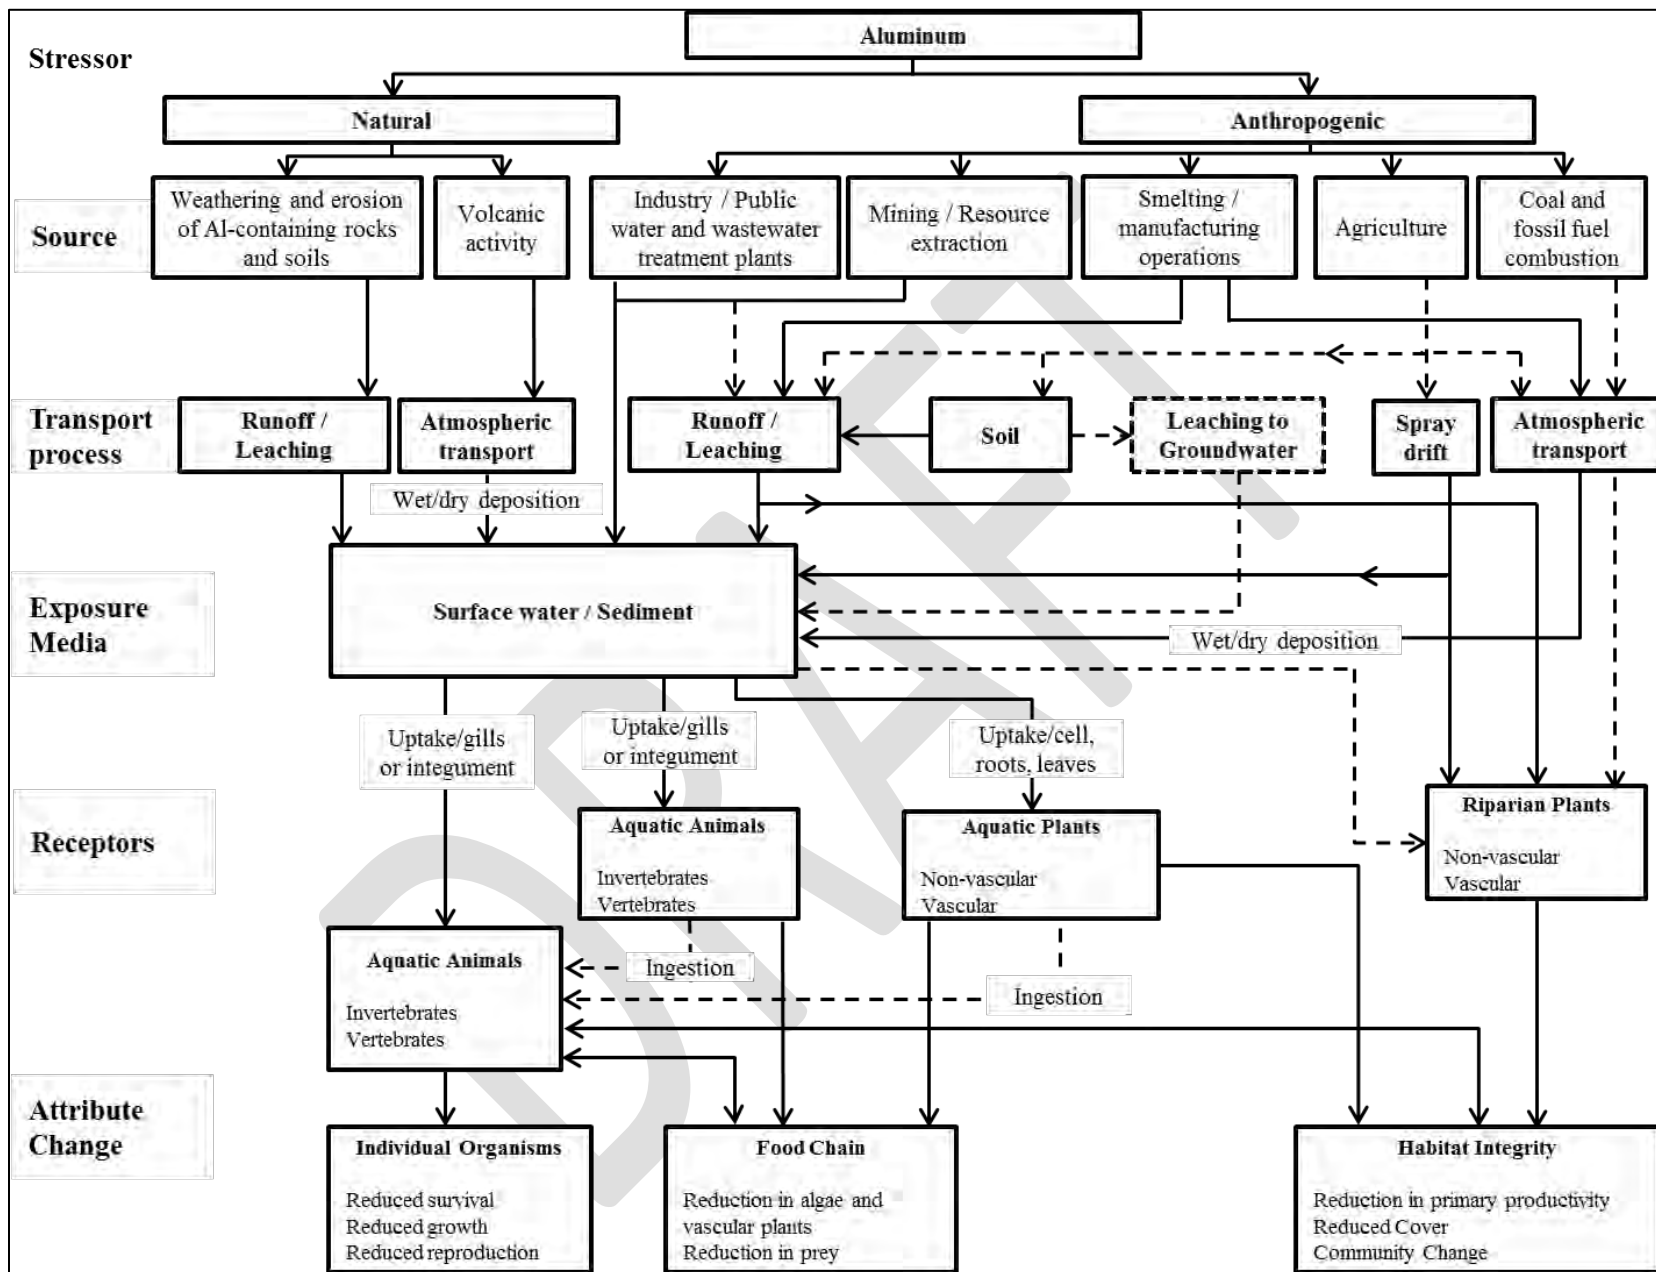 Aluminum
Stressor
Natural
Anthropogenic
Source
Weathering and erosion
of Al-containing rocks
and soils
Volcanic
activity
Industry / Public
water and wastewater
treatment plants
Mining / Resource
extraction
Smelting /
manufacturing
operations
Agriculture
Coal and
fossil fuel
combustion
Transport
process
Runoff /
Leaching
Atmospheric
transport
Runoff /
Leaching
Soil
Leaching to
Groundwater
Spray
drift
Atmospheric
transport
Wet/dry deposition
Exposure
Media
Surface water / Sediment
Wet/dry deposition
Uptake/gills
or integument
Uptake/gills
or integument
Uptake/cell,
roots, leaves
Receptors
Aquatic Animals
Invertebrates
Vertebrates
Aquatic Plants
Non-vascular
Vascular
Riparian Plants
Non-vascular
Vascular
Aquatic Animals
Invertebrates
Vertebrates
Ingestion
Ingestion
Attribute
Change
Individual Organisms
Reduced survival
Reduced growth
Reduced reproduction
Food Chain
Reduction in algae and
vascular plants
Reduction in prey
Habitat Integrity
Reduction in primary productivity
Reduced Cover
Community Change
DRAFT